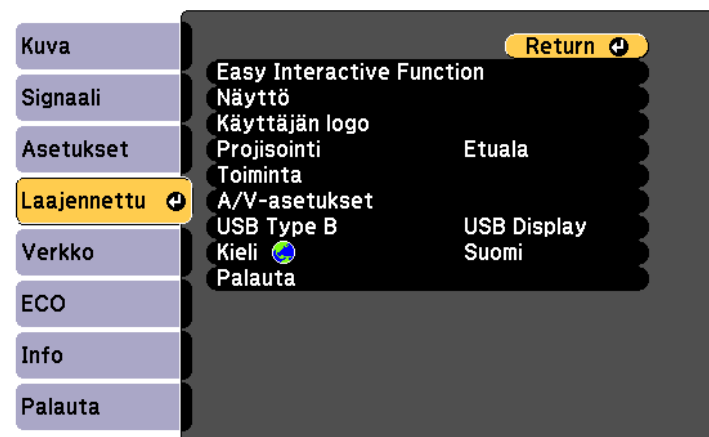 Kuva
Signaali
Asetukset
Laajennettu
Verkko
ECO
Info
Palauta
Return
Easy Interactive Function
Näyttö
Käyttäjän logo
Projisointi Etuala
Toiminta
A/V-asetukset
USB Type B USB Display
Kieli Suomi
Palauta